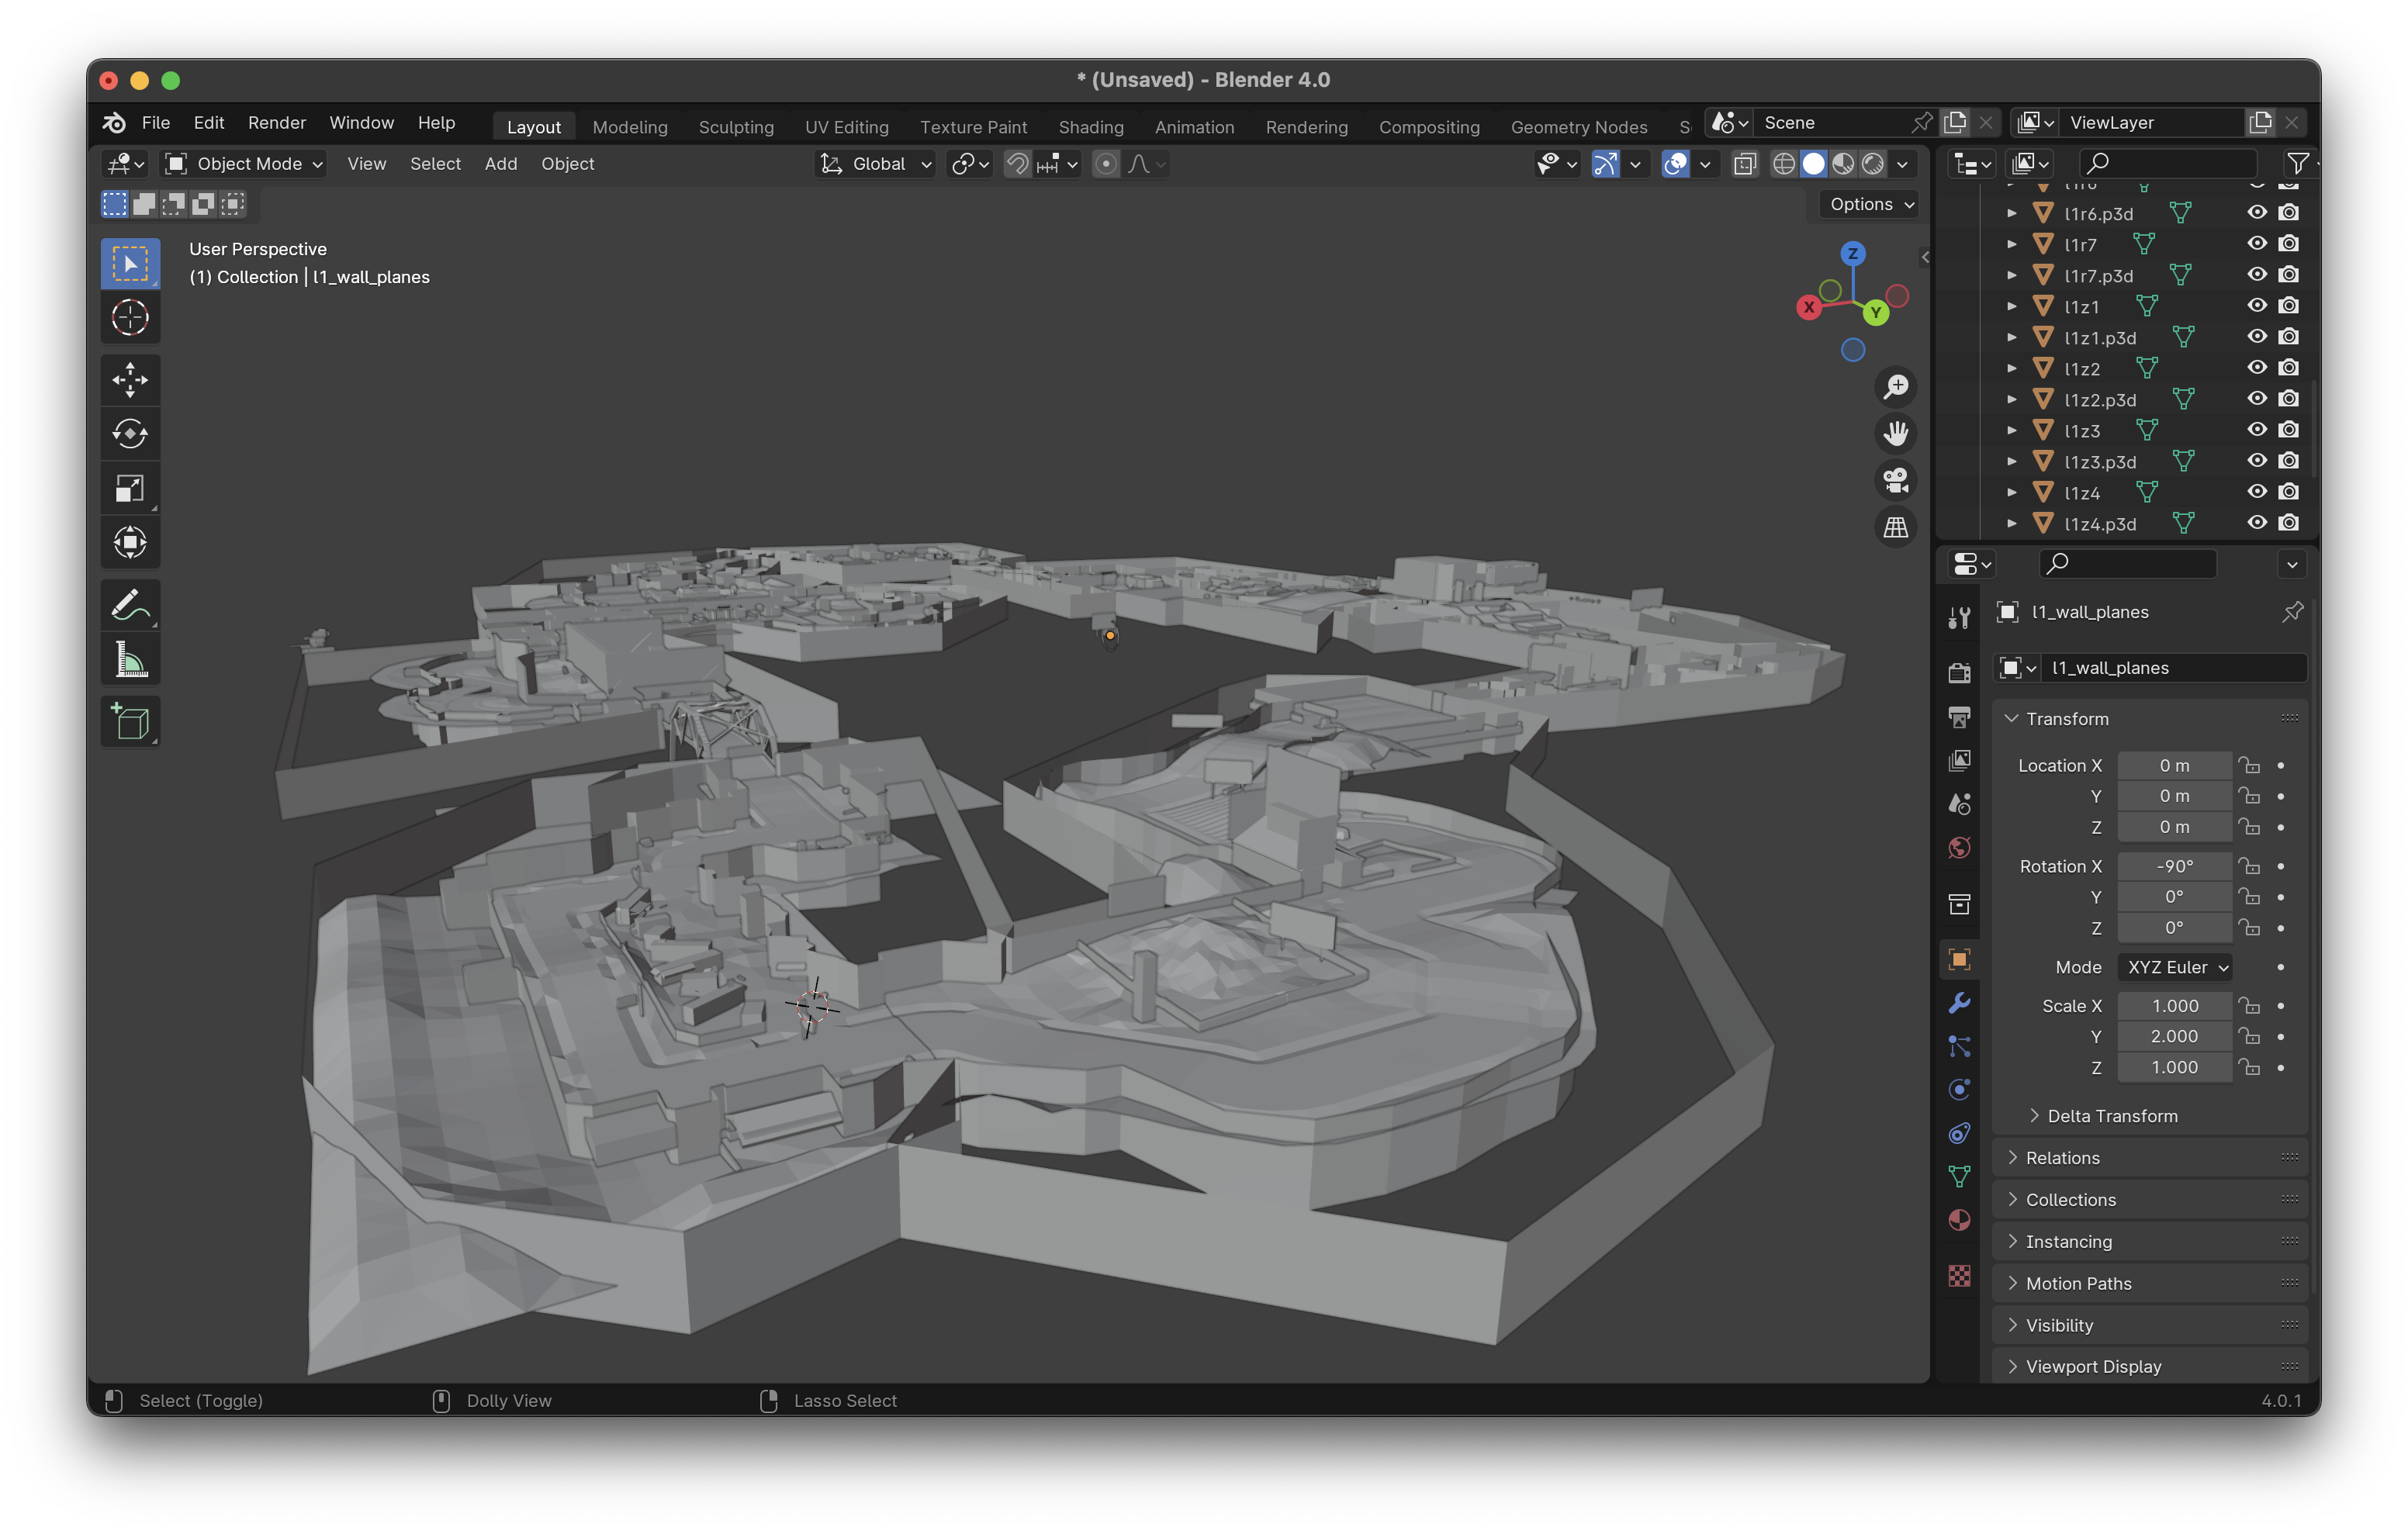 * (Unsaved) - Blender 4.0
File Edit Render Window Help
Layout Modeling Sculpting UV Editing Texture Paint Shading Animation Rendering Compositing Geometry Nodes
Scene
ViewLayer
Object Mode View Select Add Object
Global
Options
User Perspective
(1) Collection | l1_wall_planes
Z
X
Y
l1r6
l1r6.p3d
l1r7
l1r7.p3d
l1z1
l1z1.p3d
l1z2
l1z2.p3d
l1z3
l1z3.p3d
l1z4
l1z4.p3d
l1_wall_planes
l1_wall_planes
Transform
Location X 0 m
Y 0 m
Z 0 m
Rotation X -90°
Y 0°
Z 0°
Mode XYZ Euler
Scale X 1.000
Y 2.000
Z 1.000
Delta Transform
Relations
Collections
Instancing
Motion Paths
Visibility
Viewport Display
Select (Toggle)
Dolly View
Lasso Select
4.0.1